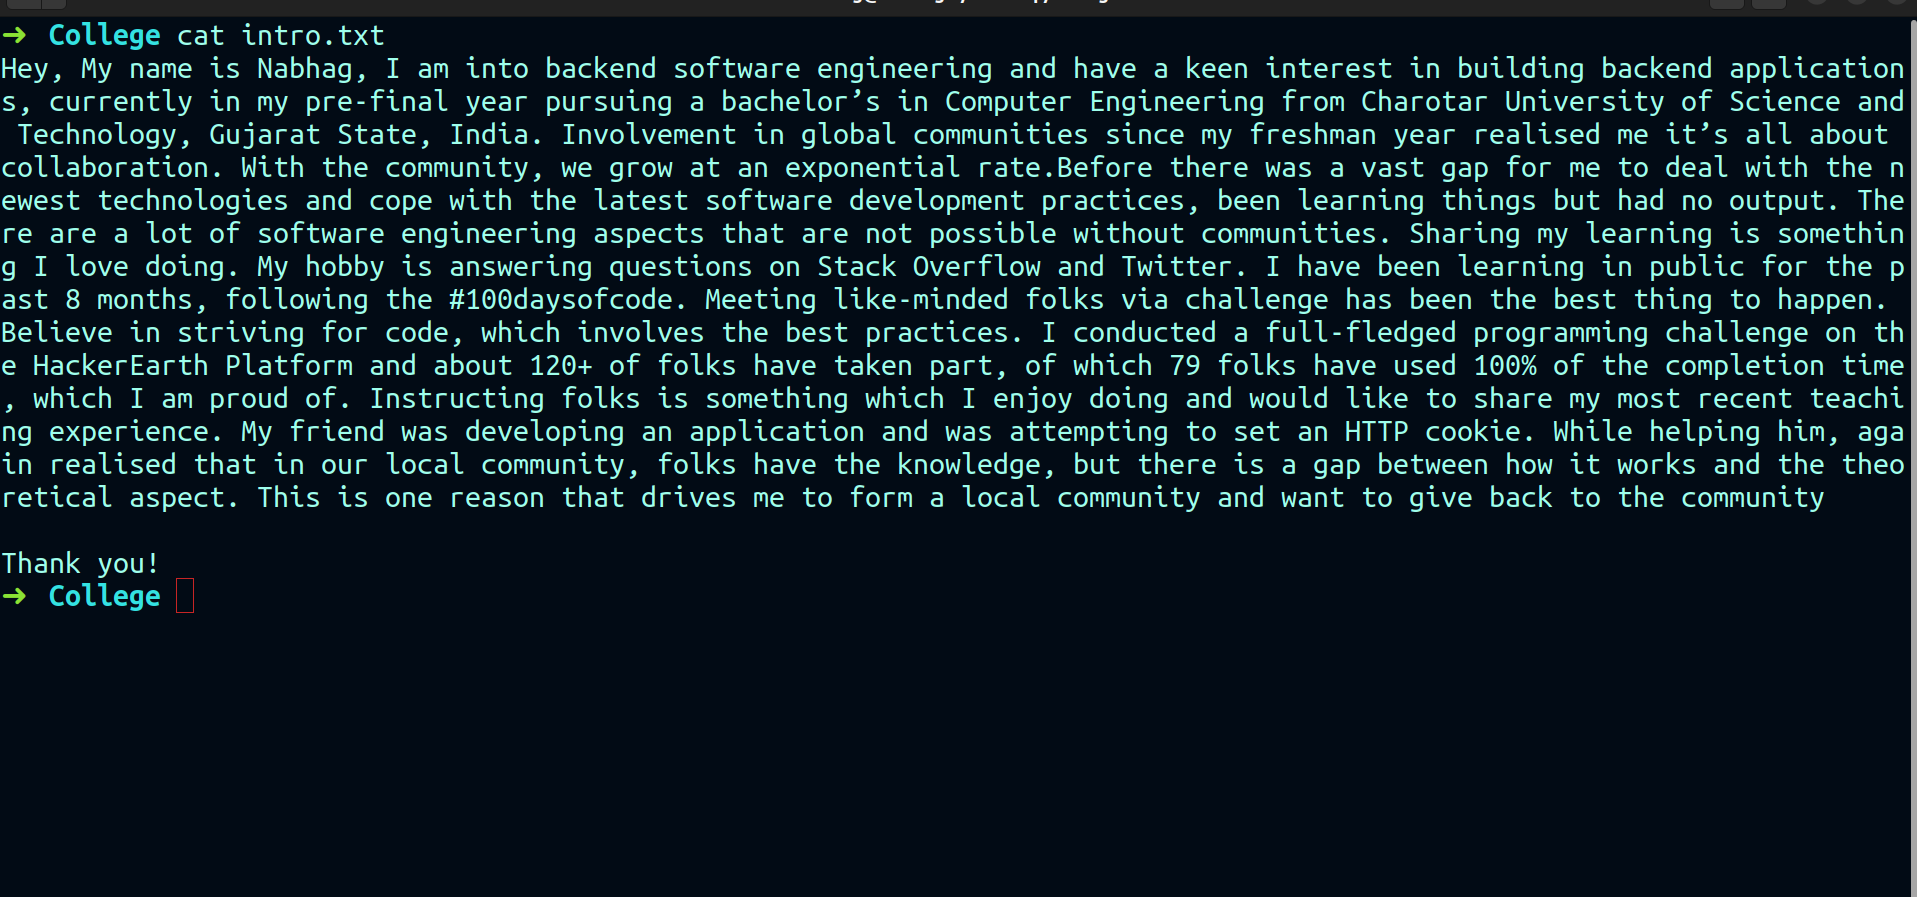 ➜ College cat intro.txt
Hey, My name is Nabhag, I am into backend software engineering and have a keen interest in building backend application
s, currently in my pre-final year pursuing a bachelor’s in Computer Engineering from Charotar University of Science and
 Technology, Gujarat State, India. Involvement in global communities since my freshman year realised me it’s all about
collaboration. With the community, we grow at an exponential rate.Before there was a vast gap for me to deal with the n
ewest technologies and cope with the latest software development practices, been learning things but had no output. The
re are a lot of software engineering aspects that are not possible without communities. Sharing my learning is somethin
g I love doing. My hobby is answering questions on Stack Overflow and Twitter. I have been learning in public for the p
ast 8 months, following the #100daysofcode. Meeting like-minded folks via challenge has been the best thing to happen.
Believe in striving for code, which involves the best practices. I conducted a full-fledged programming challenge on th
e HackerEarth Platform and about 120+ of folks have taken part, of which 79 folks have used 100% of the completion time
, which I am proud of. Instructing folks is something which I enjoy doing and would like to share my most recent teachi
ng experience. My friend was developing an application and was attempting to set an HTTP cookie. While helping him, aga
in realised that in our local community, folks have the knowledge, but there is a gap between how it works and the theo
retical aspect. This is one reason that drives me to form a local community and want to give back to the community

Thank you!
➜ College